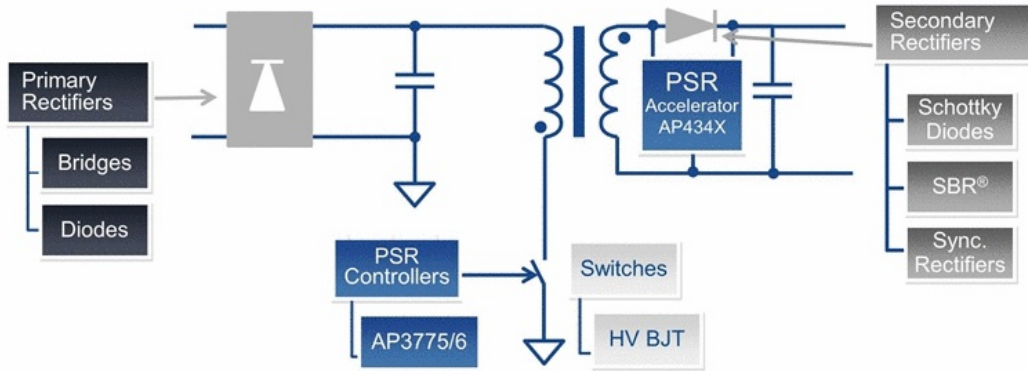 Primary
Rectifiers
Bridges
Diodes
PSR
Accelerator
AP434X
Secondary
Rectifiers
Schottky
Diodes
SBR®
Sync.
Rectifiers
PSR
Controllers
AP3775/6
Switches
HV BJT